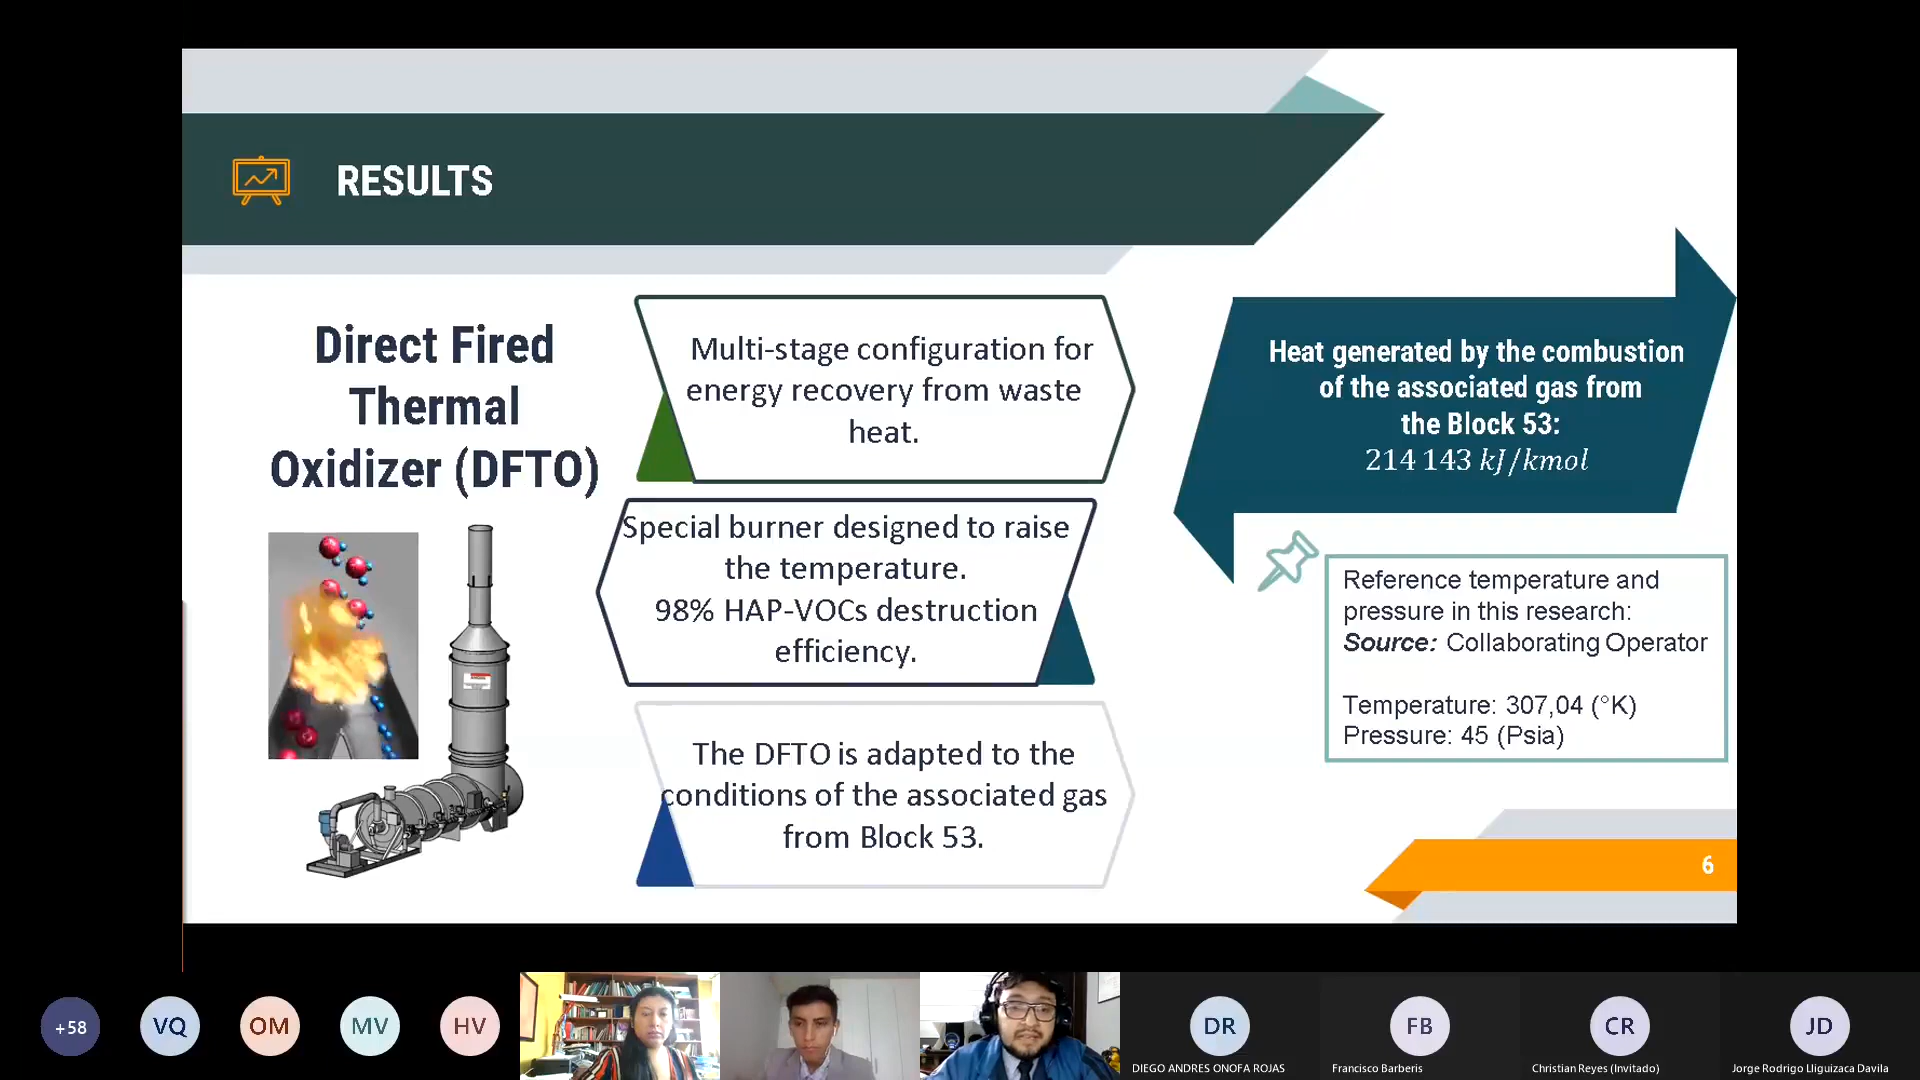 RESULTS
Direct Fired
Thermal
Oxidizer (DFTO)
Multi-stage configuration for
energy recovery from waste
heat.
Special burner designed to raise
the temperature.
98% HAP-VOCs destruction
efficiency.
The DFTO is adapted to the
conditions of the associated gas
from Block 53.
Heat generated by the combustion
of the associated gas from
the Block 53:
214 143 kJ/kmol
Reference temperature and
pressure in this research:
Source: Collaborating Operator
Temperature: 307,04 (°K)
Pressure: 45 (Psia)
6
+58
VQ
OM
MV
HV
DR
DIEGO ANDRES ONOFA ROJAS
FB
Francisco Barberis
CR
Christian Reyes (Invitado)
JD
Jorge Rodrigo Lliguizaca Davila